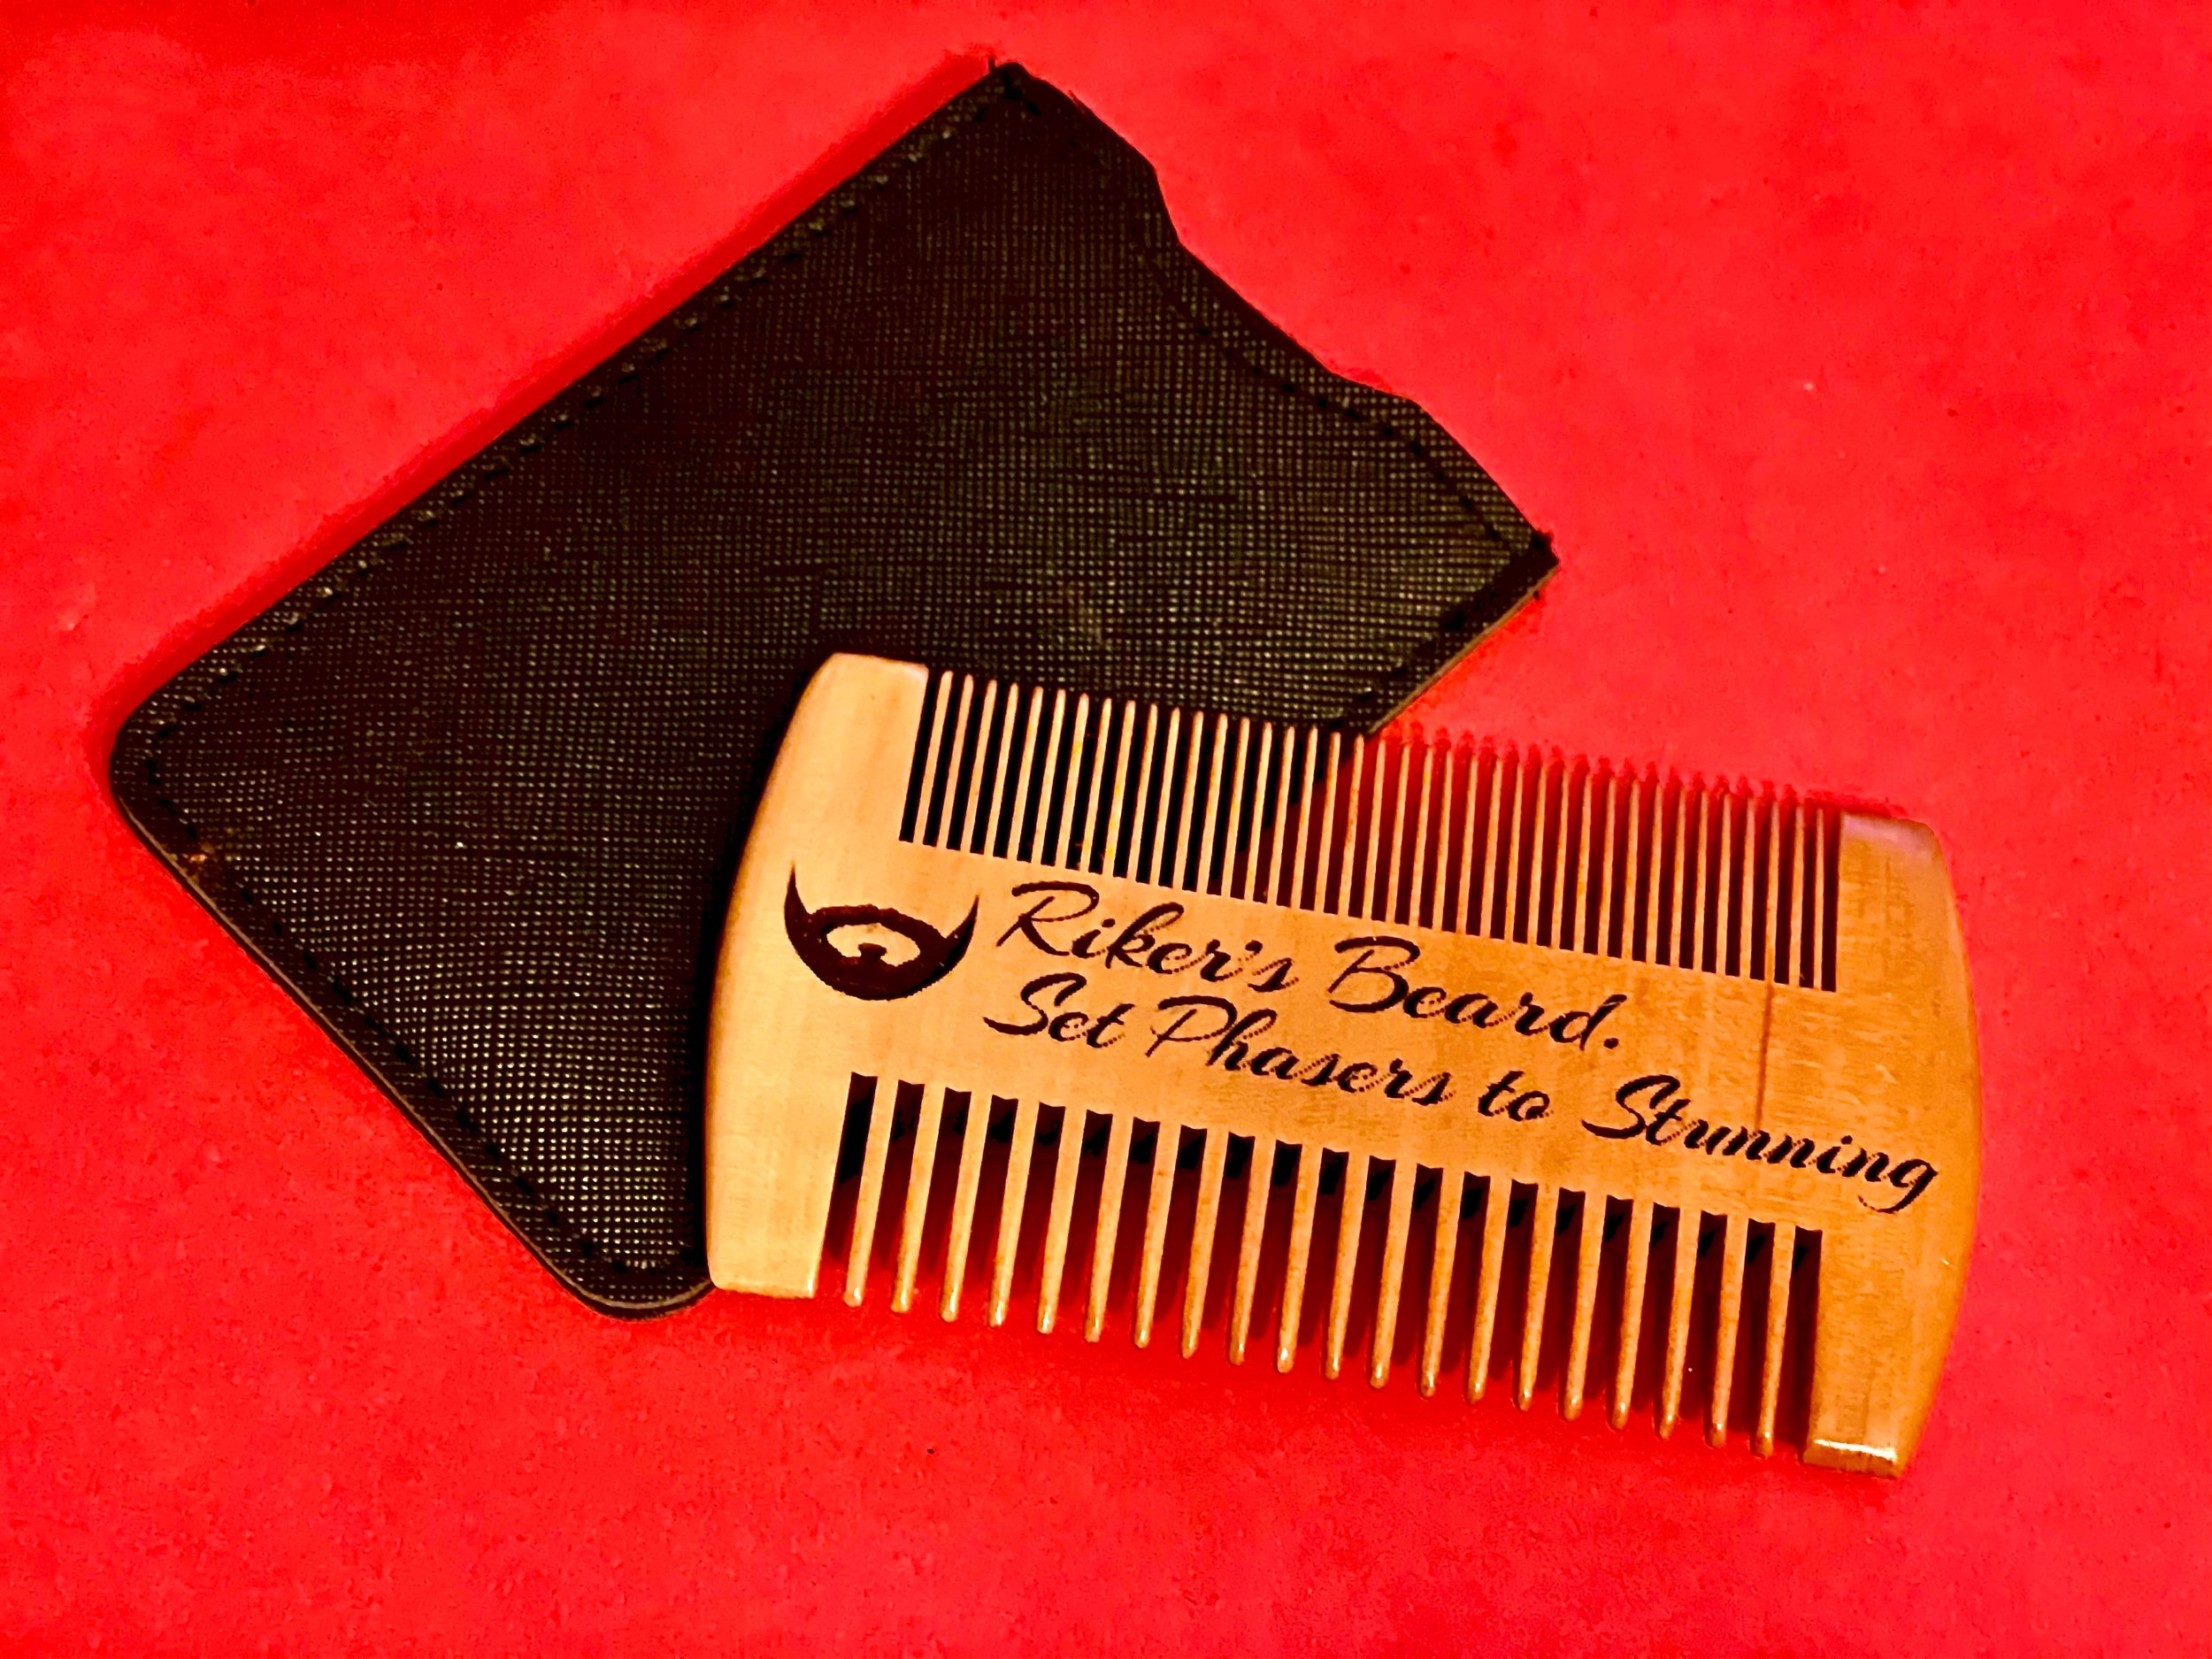 Riker's Beard.
Set Phasers to Stunning